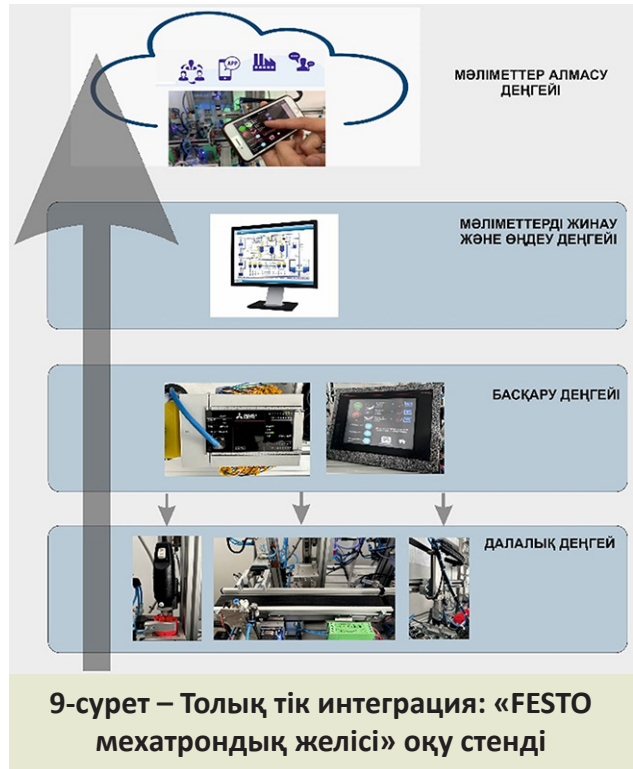 APP
МӘЛІМЕТТЕР АЛМАСУ
ДЕҢГЕЙІ
МӘЛІМЕТТЕРДІ ЖИНАУ
ЖӘНЕ ӨҢДЕУ ДЕҢГЕЙІ
БАСҚАРУ ДЕҢГЕЙІ
ДАЛАЛЫҚ ДЕҢГЕЙ
9-сурет – Толық тік интеграция: «FESTO
мехатрондық желісі» оқу стенді